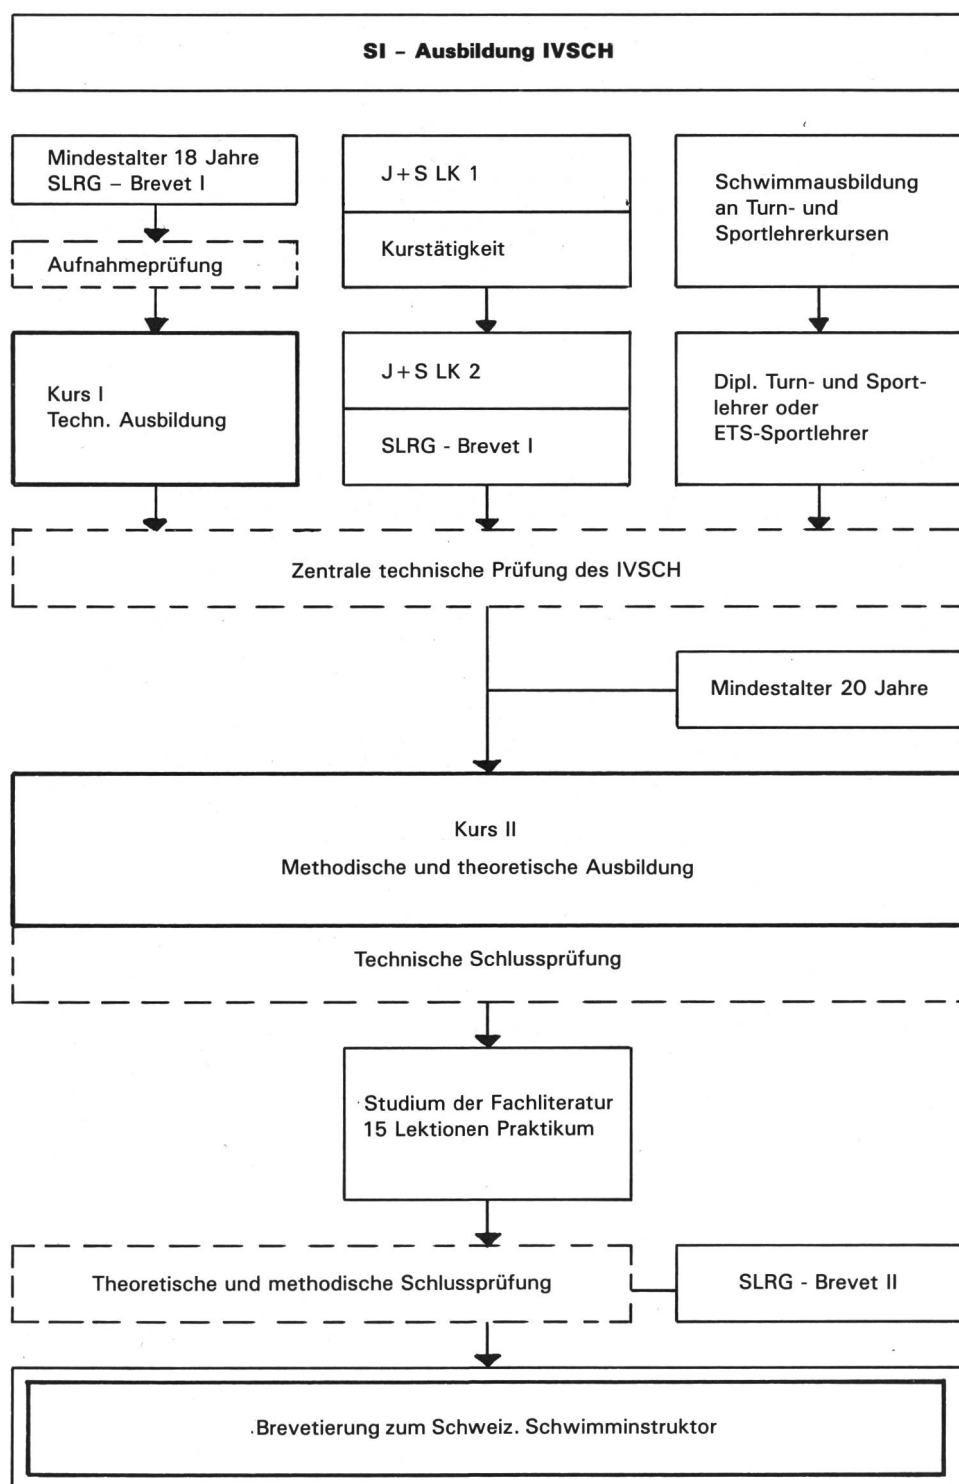 SI – Ausbildung IVSCH
Mindestalter 18 Jahre
SLRG – Brevet I
Aufnahmeprüfung
Kurs I
Techn. Ausbildung
J+S LK 1
Kurstätigkeit
J+S LK 2
SLRG - Brevet I
Schwimmausbildung
an Turn- und
Sportlehrerkursen
Dipl. Turn- und Sport-
lehrer oder
ETS-Sportlehrer
Zentrale technische Prüfung des IVSCH
Mindestalter 20 Jahre
Kurs II
Methodische und theoretische Ausbildung
Technische Schlussprüfung
Studium der Fachliteratur
15 Lektionen Praktikum
Theoretische und methodische Schlussprüfung
SLRG - Brevet II
Brevetierung zum Schweiz. Schwimminstruktor